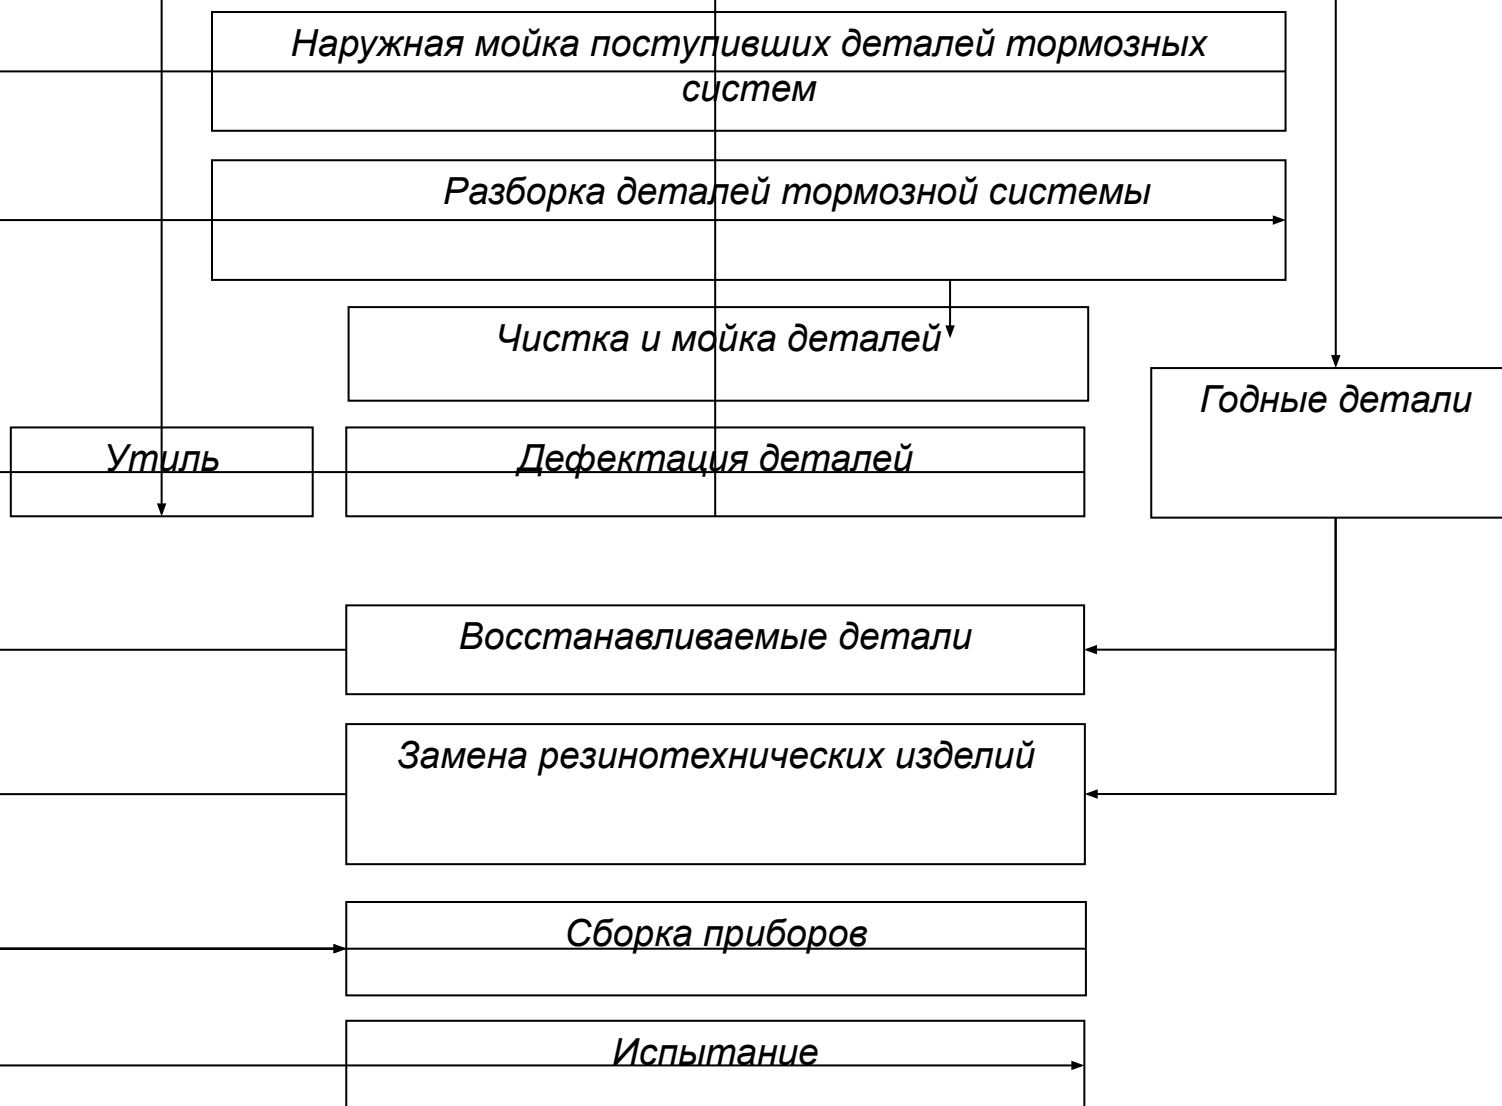 Наружная мойка поступивших деталей тормозных
систем
Разборка деталей тормозной системы
Чистка и мойка деталей
Годные детали
Утиль
Дефектация деталей
Восстанавливаемые детали
Замена резинотехнических изделий
Сборка приборов
Испытание